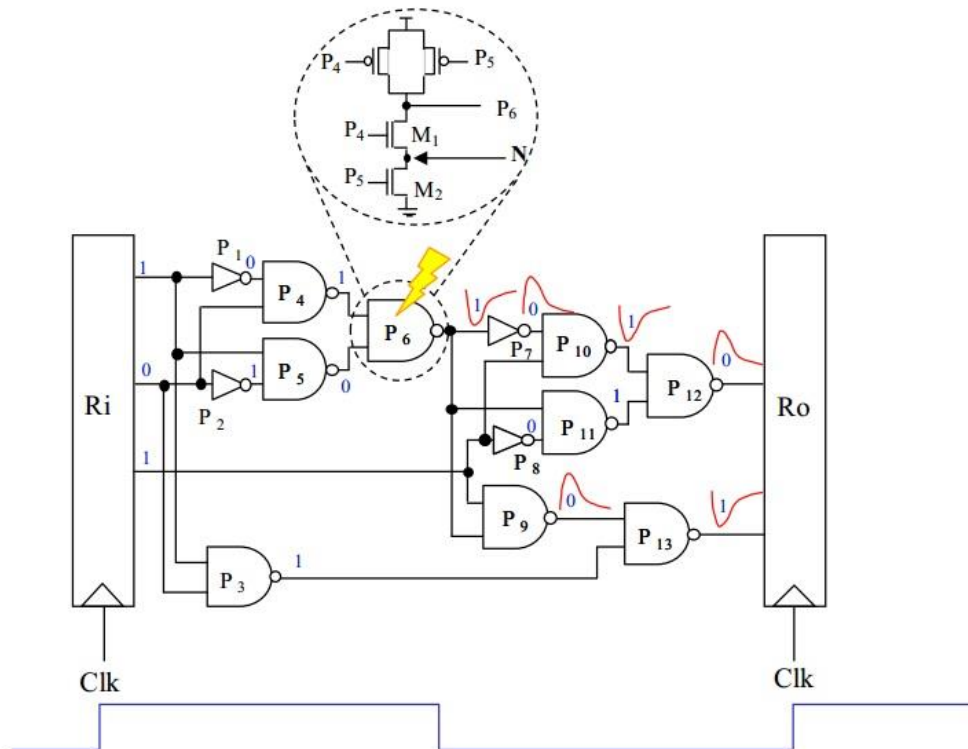 P4 P5
P6
P4 M1
N
P5 M2
P1
1 0 1
P4
1 0 1
P6 P7 P10
0 1 0
P5 P12
P2 0 1
Ri Ro
0
P11
1 P8
0 1
P9 P13
1
P3
Clk Clk